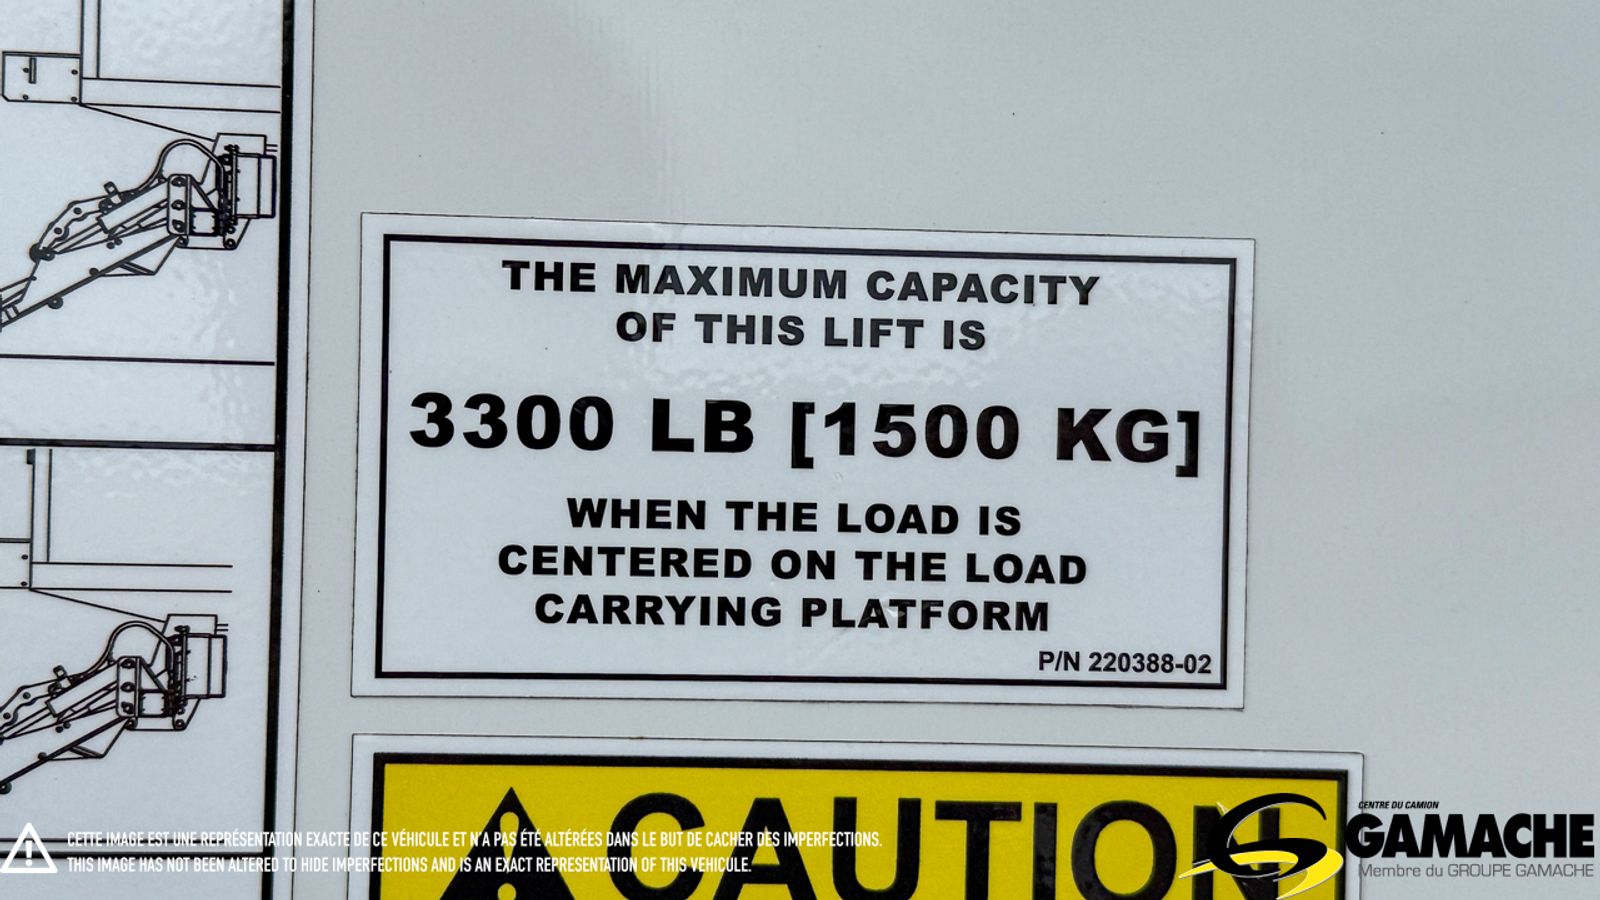 THE MAXIMUM CAPACITY
OF THIS LIFT IS
3300 LB [1500 KG]
WHEN THE LOAD IS
CENTERED ON THE LOAD
CARRYING PLATFORM
P/N 220388-02
CAUTION
CETTE IMAGE EST UNE REPRÉSENTATION EXACTE DE CE VÉHICULE ET N'A PAS ÉTÉ ALTÉRÉES DANS LE BUT DE CACHER DES IMPERFECTIONS.
THIS IMAGE HAS NOT BEEN ALTERED TO HIDE IMPERFECTIONS AND IS AN EXACT REPRESENTATION OF THIS VEHICULE.
CENTRE DU CAMION
GAMACHE
Membre du GROUPE GAMACHE